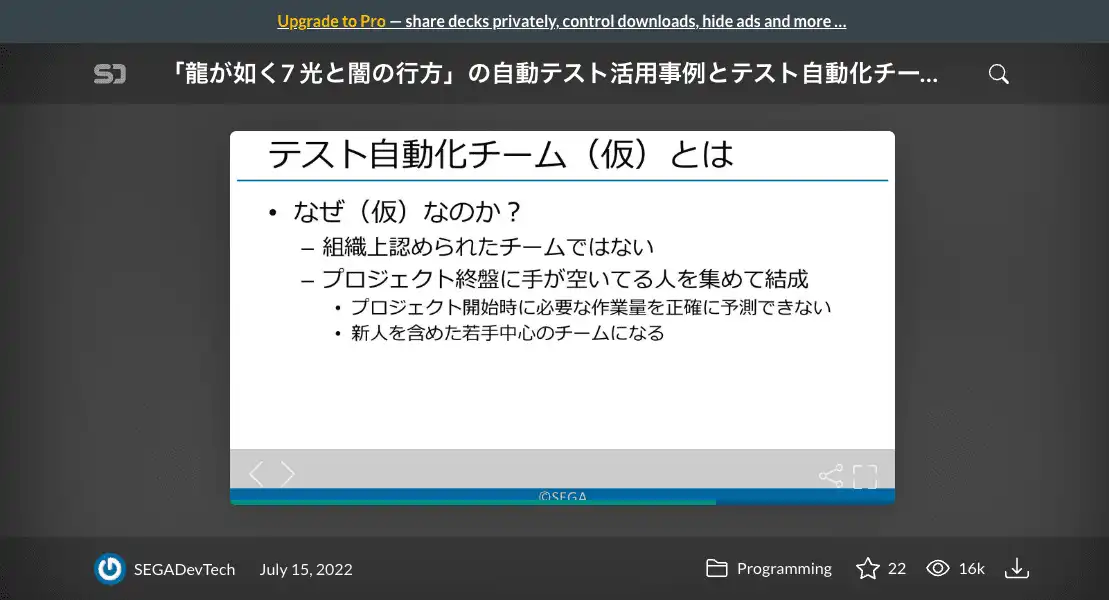 Upgrade to Pro — share decks privately, control downloads, hide ads and more …
「龍が如く7 光と闇の行方」の自動テスト活用事例とテスト自動化チー...
テスト自動化チーム（仮）とは
• なぜ（仮）なのか？
– 組織上認められたチームではない
– プロジェクト終盤に手が空いてる人を集めて結成
• プロジェクト開始時に必要な作業量を正確に予測できない
• 新人を含めた若手中心のチームになる
©SEGA
SEGADevTech July 15, 2022 Programming 22 16k